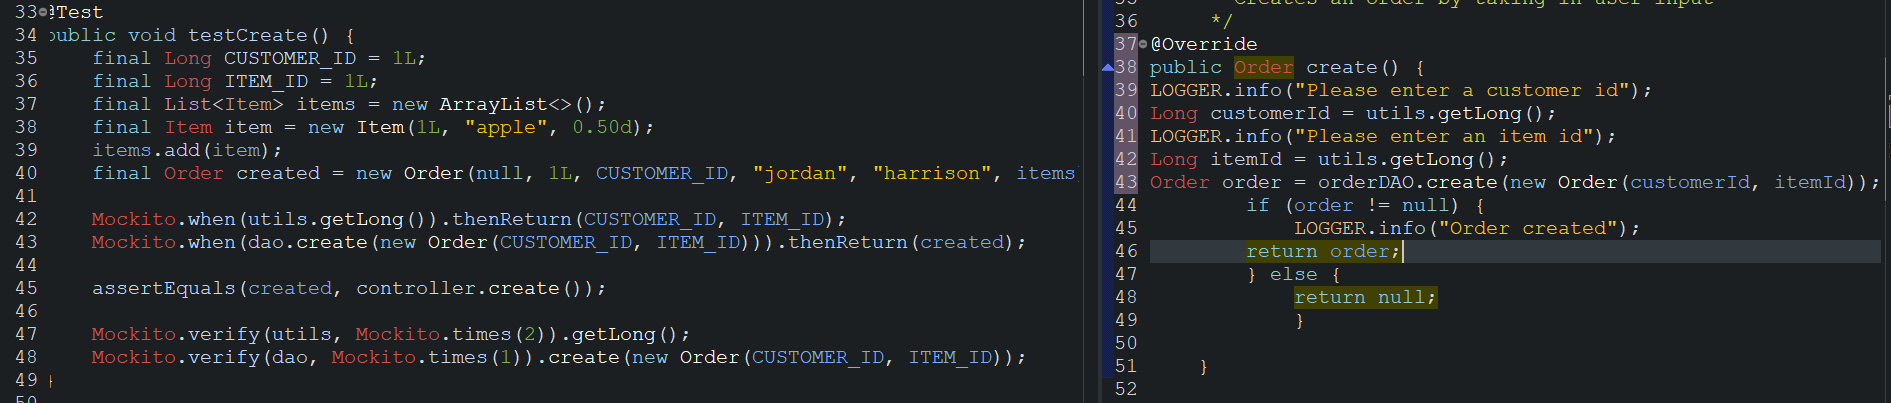 33 @Test
34 public void testCreate() {
35 final Long CUSTOMER_ID = 1L;
36 final Long ITEM_ID = 1L;
37 final List<Item> items = new ArrayList<>();
38 final Item item = new Item(1L, "apple", 0.50d);
39 items.add(item);
40 final Order created = new Order(null, 1L, CUSTOMER_ID, "jordan", "harrison", items
41
42 Mockito.when(utils.getLong()).thenReturn(CUSTOMER_ID, ITEM_ID);
43 Mockito.when(dao.create(new Order(CUSTOMER_ID, ITEM_ID))).thenReturn(created);
44
45 assertEquals(created, controller.create());
46
47 Mockito.verify(utils, Mockito.times(2)).getLong();
48 Mockito.verify(dao, Mockito.times(1)).create(new Order(CUSTOMER_ID, ITEM_ID));
49 }
50
35 Creates an order by taking in user input
36 */
37 @Override
38 public Order create() {
39 LOGGER.info("Please enter a customer id");
40 Long customerId = utils.getLong();
41 LOGGER.info("Please enter an item id");
42 Long itemId = utils.getLong();
43 Order order = orderDAO.create(new Order(customerId, itemId));
44 if (order != null) {
45 LOGGER.info("Order created");
46 return order;
47 } else {
48 return null;
49 }
50
51 }
52